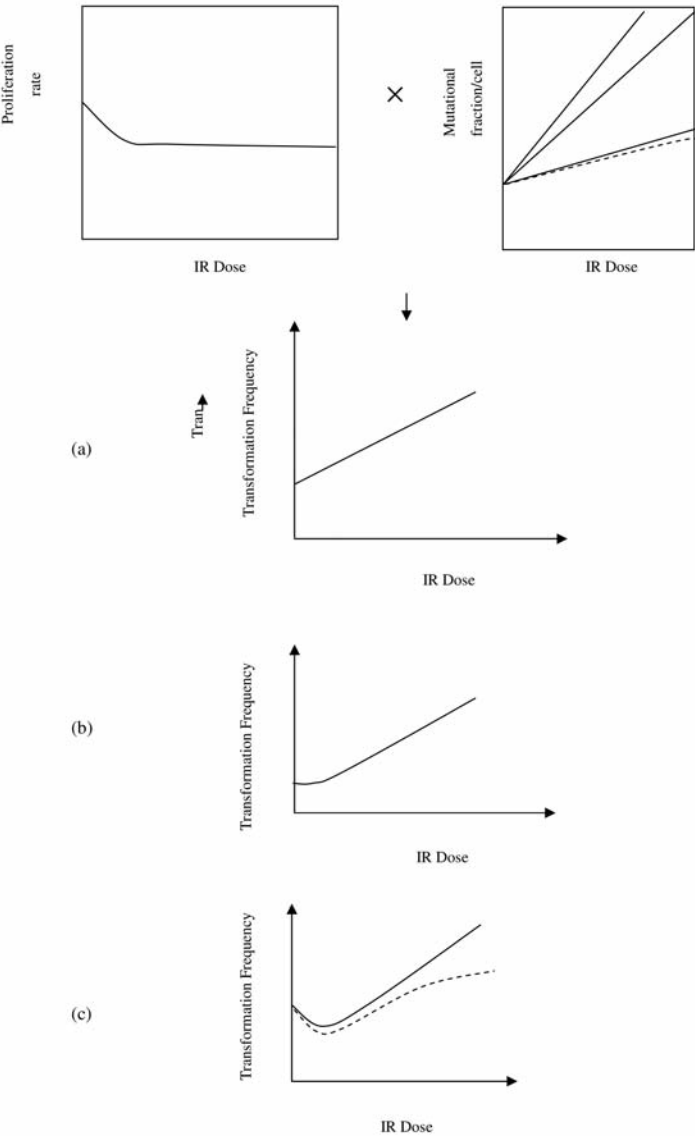 Proliferation
rate
×
Mutational
fraction/cell
IR Dose
IR Dose
(a)
Tran
Transformation Frequency
IR Dose
(b)
Transformation Frequency
IR Dose
(c)
Transformation Frequency
IR Dose